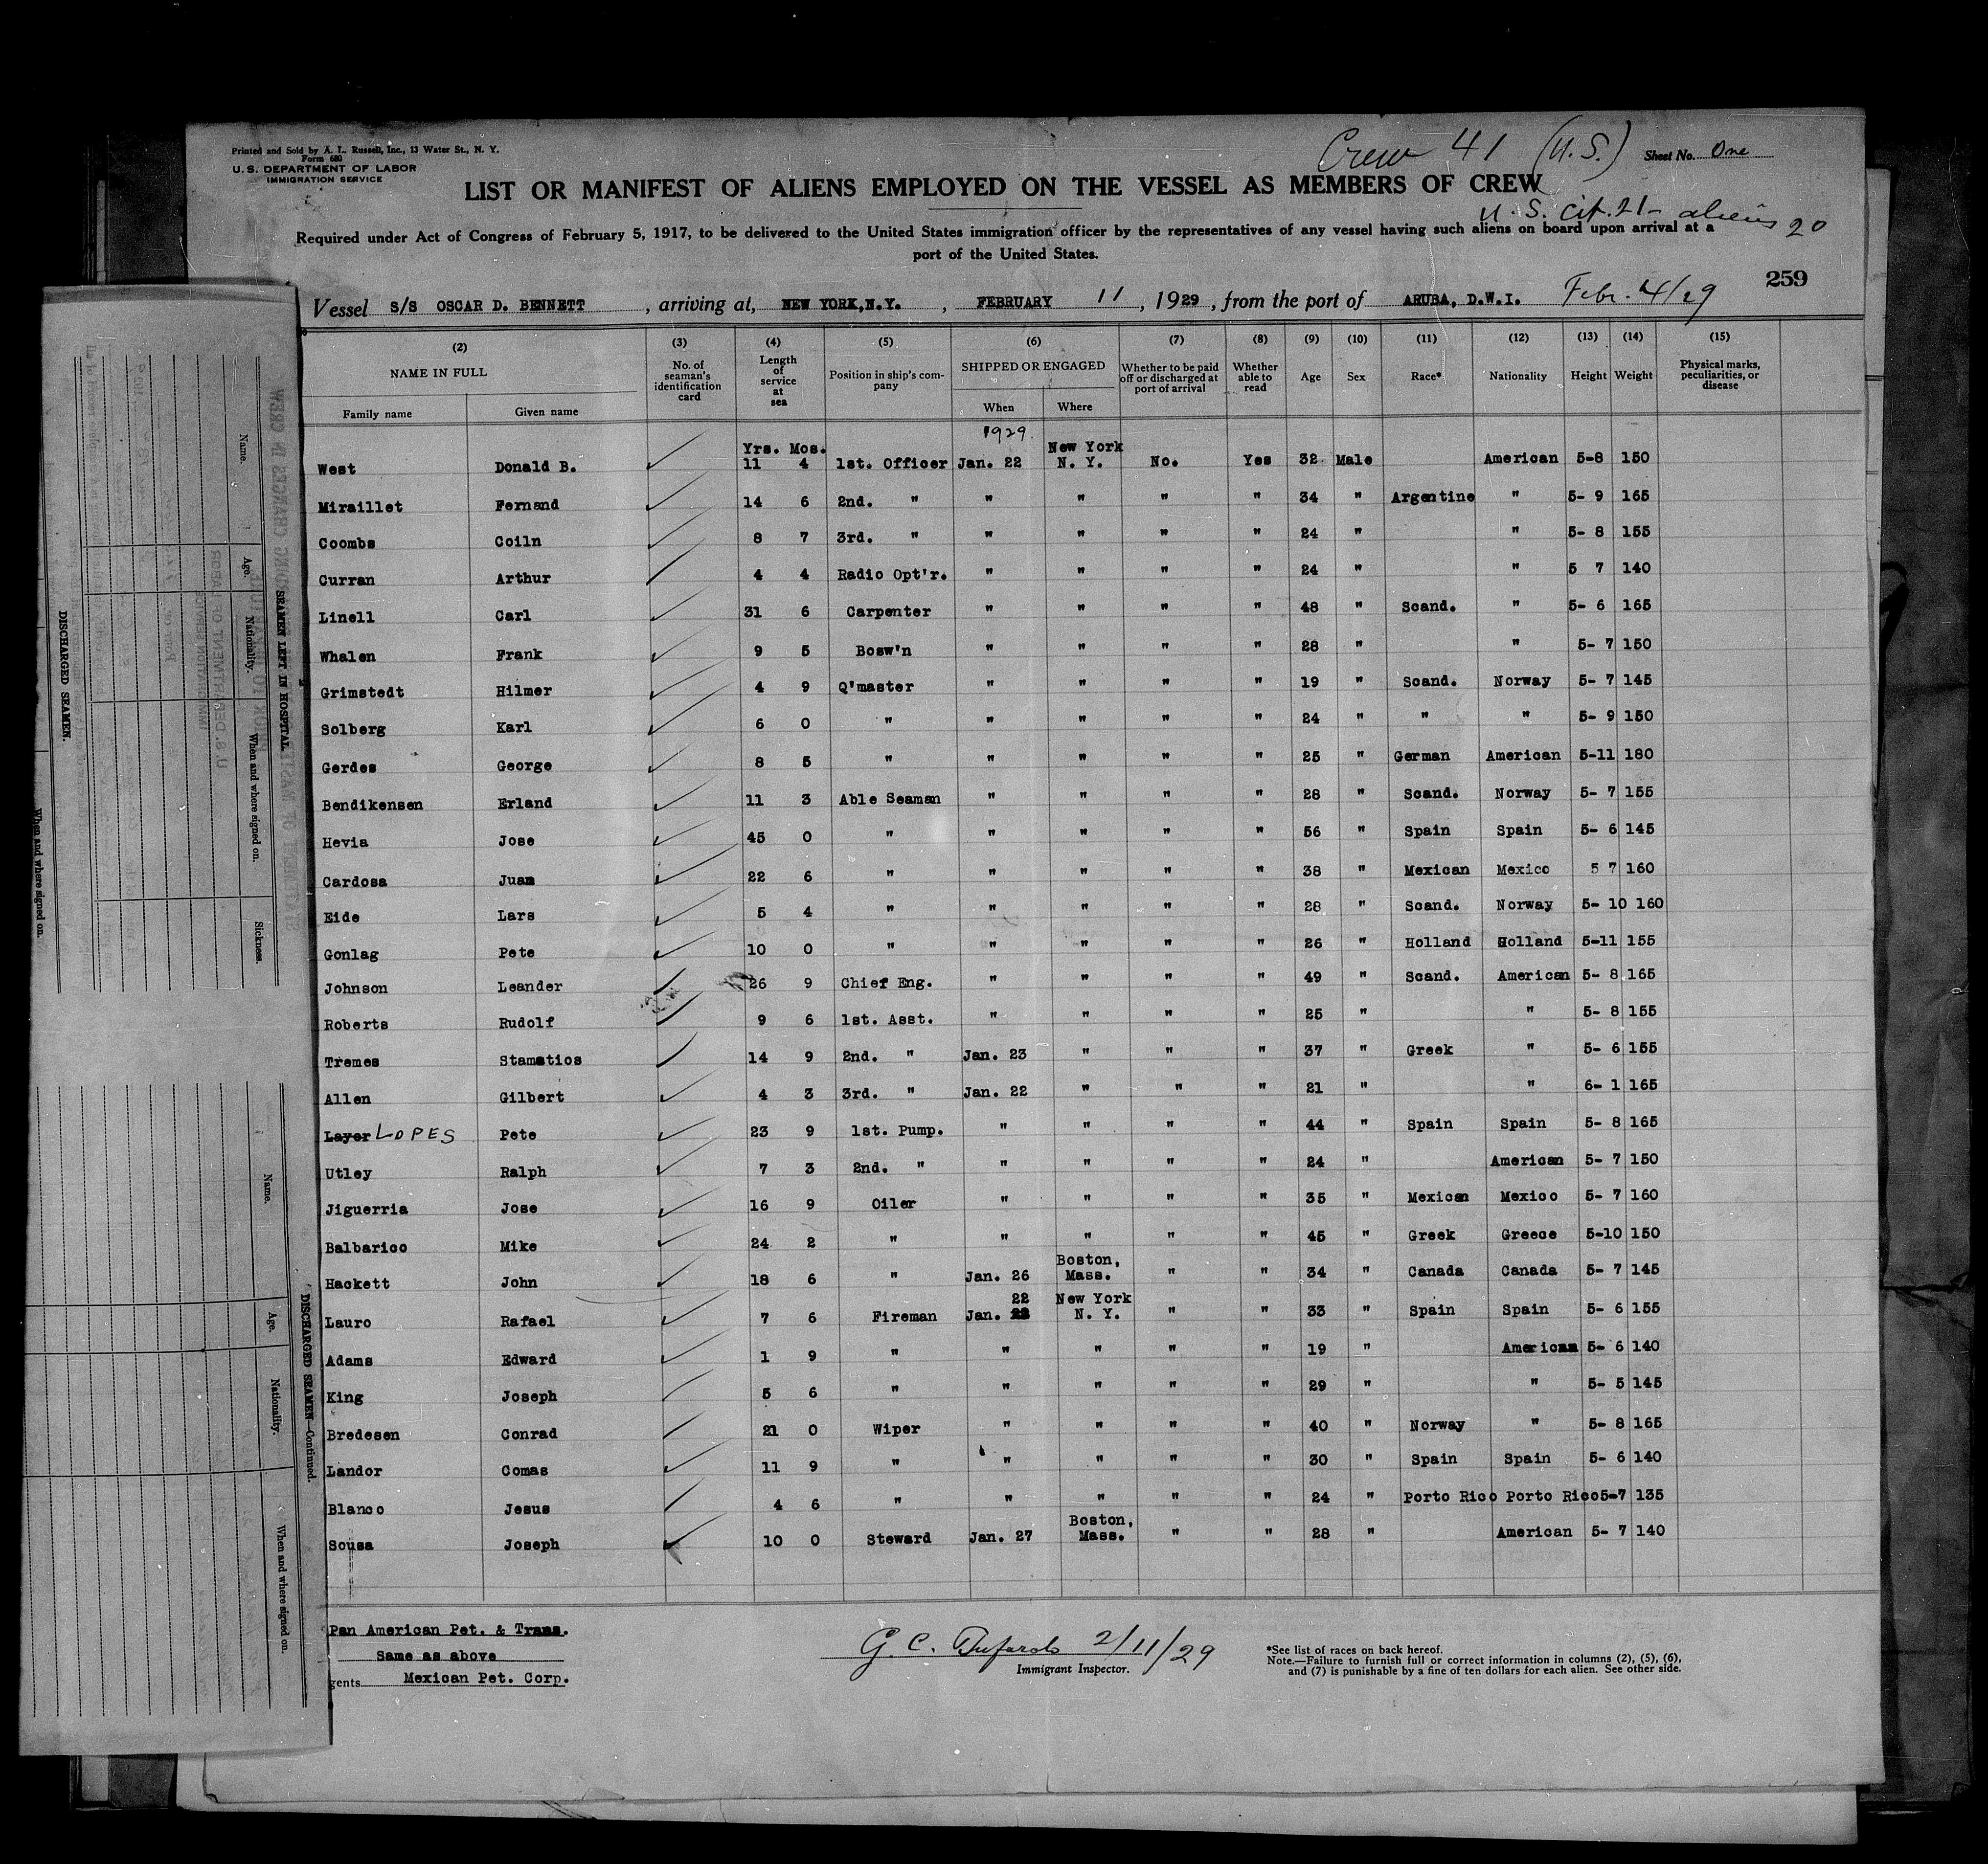 Printed and Sold by A. L. Russell, Inc., 13 Water St., N. Y.
Form 680
U. S. DEPARTMENT OF LABOR
IMMIGRATION SERVICE
Crew 41 (U.S.) Sheet No. One
LIST OR MANIFEST OF ALIENS EMPLOYED ON THE VESSEL AS MEMBERS OF CREW
U.S. Cit. 21 - aliens 20
Required under Act of Congress of February 5, 1917, to be delivered to the United States immigration officer by the representatives of any vessel having such aliens on board upon arrival at a
port of the United States.
259
Vessel S/S OSCAR D. BENNETT, arriving at, NEW YORK,N.Y., FEBRUARY 11, 1929, from the port of ARUBA, D.W.I. Febr. 4/29
(2) (3) (4) (5) (6) (7) (8) (9) (10) (11) (12) (13) (14) (15)
NAME IN FULL No. of seaman's identification card Length of service at sea Position in ship's company SHIPPED OR ENGAGED Whether to be paid off or discharged at port of arrival Whether able to read Age Sex Race* Nationality Height Weight Physical marks, peculiarities, or disease
Family name Given name When Where
1929.
Yrs. Mos. New York
West Donald B. 11 4 1st. Officer Jan. 22 N. Y. No. Yes 32 Male American 5-8 150
Miraillet Fernand 14 6 2nd. " " " " " 34 " Argentine " 5- 9 165
Coombs Coiln 8 7 3rd. " " " " " 24 " " 5- 8 155
Curran Arthur 4 4 Radio Opt'r. " " " " 24 " " 5 7 140
Linell Carl 31 6 Carpenter " " " " 48 " Scand. " 5- 6 165
Whalen Frank 9 5 Bosw'n " " " " 28 " " 5- 7 150
Grimstedt Hilmer 4 9 Q'master " " " " 19 " Scand. Norway 5- 7 145
Solberg Karl 6 0 " " " " " 24 " " " 5- 9 150
Gerdes George 8 5 " " " " " 25 " German American 5-11 180
Bendikensen Erland 11 3 Able Seaman " " " " 28 " Scand. Norway 5- 7 155
Hevia Jose 45 0 " " " " " 56 " Spain Spain 5- 6 145
Cardosa Juan 22 6 " " " " " 38 " Mexican Mexico 5 7 160
Eide Lars 5 4 " " " " " 28 " Scand. Norway 5- 10 160
Gonlag Pete 10 0 " " " " " 26 " Holland Holland 5-11 155
Johnson Leander 26 9 Chief Eng. " " " " 49 " Scand. American 5- 8 165
Roberts Rudolf 9 6 1st. Asst. " " " " 25 " " 5- 8 155
Tremes Stamatios 14 9 2nd. " Jan. 23 " " " 37 " Greek " 5- 6 155
Allen Gilbert 4 3 3rd. " Jan. 22 " " " 21 " " 6- 1 165
Layer LOPES Pete 23 9 1st. Pump. " " " " 44 " Spain Spain 5- 8 165
Utley Ralph 7 3 2nd. " " " " " 24 " American 5- 7 150
Jiguerria Jose 16 9 Oiler " " " " 35 " Mexican Mexico 5- 7 160
Balbarico Mike 24 2 " " " " " 45 " Greek Greece 5-10 150
Boston,
Hackett John 18 6 " Jan. 26 Mass. " " 34 " Canada Canada 5- 7 145
22 New York
Lauro Rafael 7 6 Fireman Jan. N. Y. " " 33 " Spain Spain 5- 6 155
Adams Edward 1 9 " " " " " 19 " American 5- 6 140
King Joseph 5 6 " " " " " 29 " " 5- 5 145
Bredesen Conrad 21 0 Wiper " " " " 40 " Norway " 5- 8 165
Landor Comas 11 9 " " " " " 30 " Spain Spain 5- 6 140
Blanco Jesus 4 6 " " " " " 24 " Porto Rico Porto Rico 5-7 135
Boston,
Sousa Joseph 10 0 Steward Jan. 27 Mass. " " 28 " American 5- 7 140
Pan American Pet. & Trans.
Same as above
gents Mexican Pet. Corp.
G. C. 2/11/29
Immigrant Inspector.
*See list of races on back hereof.
Note.—Failure to furnish full or correct information in columns (2), (5), (6),
and (7) is punishable by a fine of ten dollars for each alien. See other side.
SEAMEN LEFT IN HOSPITAL
Name. Age. Nationality. When and where signed on. Sickness.
DISCHARGED SEAMEN.
When and where signed on.
DISCHARGED SEAMEN—Continued.
Name. Age. Nationality. When and where signed on.